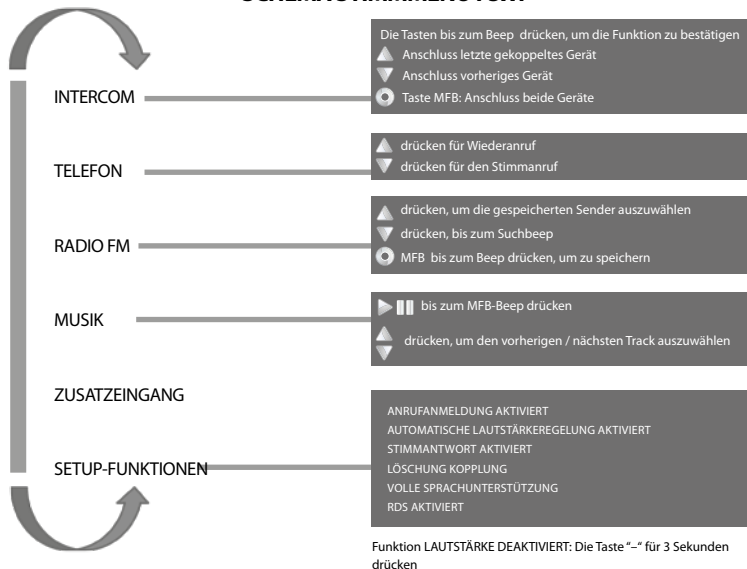 INTERCOM
Die Tasten bis zum Beep drücken, um die Funktion zu bestätigen
Anschluss letzte gekoppeltes Gerät
Anschluss vorheriges Gerät
Taste MFB: Anschluss beide Geräte
TELEFON
drücken für Wiederanruf
drücken für den Stimmanruf
RADIO FM
drücken, um die gespeicherten Sender auszuwählen
drücken, bis zum Suchbeep
MFB bis zum Beep drücken, um zu speichern
MUSIK
bis zum MFB-Beep drücken
drücken, um den vorherigen / nächsten Track auszuwählen
ZUSATZEINGANG
SETUP-FUNKTIONEN
ANRUFANMELDUNG AKTIVIERT
AUTOMATISCHE LAUTSTÄRKEREGELUNG AKTIVIERT
STIMMANTWORT AKTIVIERT
LÖSCHUNG KOPPLUNG
VOLLE SPRACHUNTERSTÜTZUNG
RDS AKTIVIERT
Funktion LAUTSTÄRKE DEAKTIVIERT: Die Taste "–" für 3 Sekunden
drücken